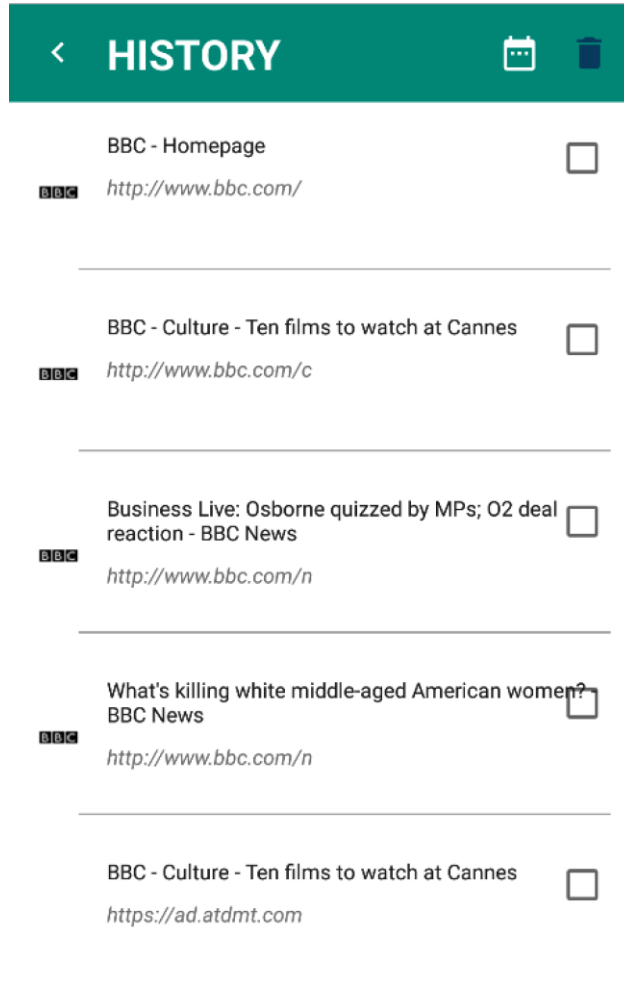 HISTORY
BBC - Homepage
BBC
http://www.bbc.com/
BBC - Culture - Ten films to watch at Cannes
BBC
http://www.bbc.com/c
Business Live: Osborne quizzed by MPs; O2 deal
reaction - BBC News
BBC
http://www.bbc.com/n
What's killing white middle-aged American women? -
BBC News
BBC
http://www.bbc.com/n
BBC - Culture - Ten films to watch at Cannes
https://ad.atdmt.com